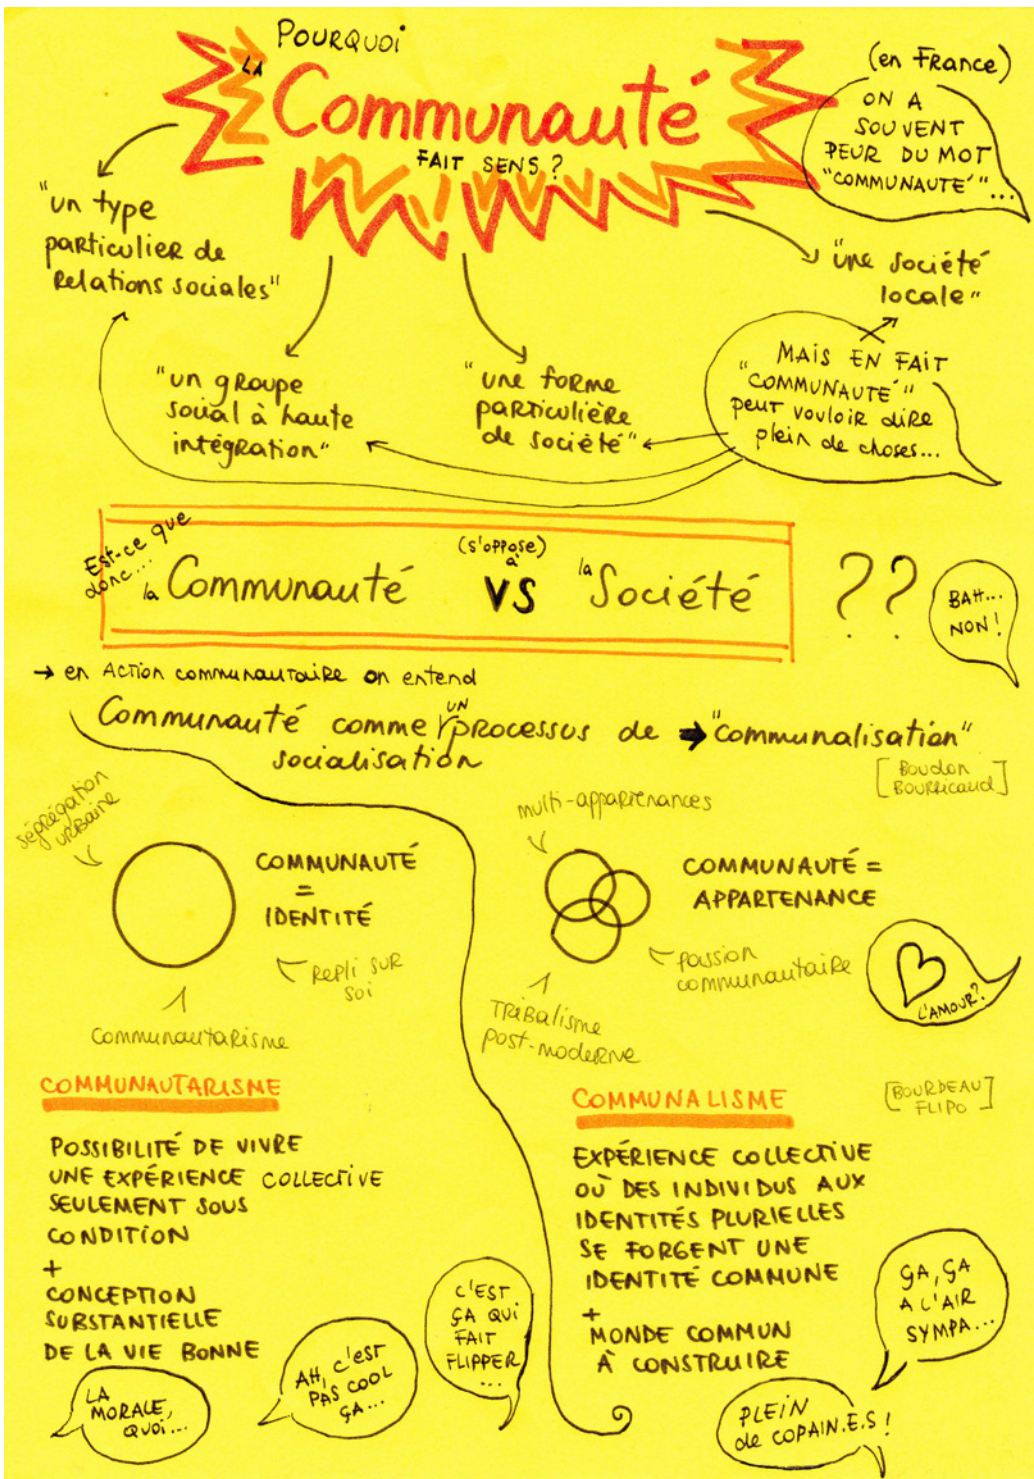 POURQUOI
LA
Communauté
FAIT SENS ?
(en FRance)
ON A
SOUVENT
PEUR DU MOT
"COMMUNAUTÉ"...
"un type
particulier de
Relations sociales"
"une société
locale"
"un gRoupe
social à haute
intégRation"
"une forme
particulière
de société"
MAIS EN FAIT
"COMMUNAUTÉ"
peut vouloir dire
plein de choses...
Est-ce que
donc...
la Communauté
(s'oppose)
à
VS
la Société
??
BAH...
NON !
→ en Action communautaire on entend
Communauté comme UN processus de → "communalisation"
socialisation
[Boudon
BouRRicaud]
ségRégation
uRbaine
COMMUNAUTÉ
=
IDENTITÉ
Repli SUR
soi
CommunautaRisme
multi-appartenances
COMMUNAUTÉ =
APPARTENANCE
passion
communautaire
TRiBalisme
post-modeRNe
L'AMOUR?
COMMUNAUTARISME
POSSIBILITÉ DE VIVRE
UNE EXPÉRIENCE COLLECTIVE
SEULEMENT SOUS
CONDITION
+
CONCEPTION
SUBSTANTIELLE
DE LA VIE BONNE
LA
MORALE,
QUOI...
AH, c'est
PAS COOL
ÇA...
C'EST
ÇA QUI
FAIT
FLIPPER
...
COMMUNALISME
[BOURDEAU
FLIPO]
EXPÉRIENCE COLLECTIVE
OÙ DES INDIVIDUS AUX
IDENTITÉS PLURIELLES
SE FORGENT UNE
IDENTITÉ COMMUNE
+
MONDE COMMUN
À CONSTRUIRE
ÇA, ÇA
A L'AIR
SYMPA...
PLEIN
de COPAIN.E.S !